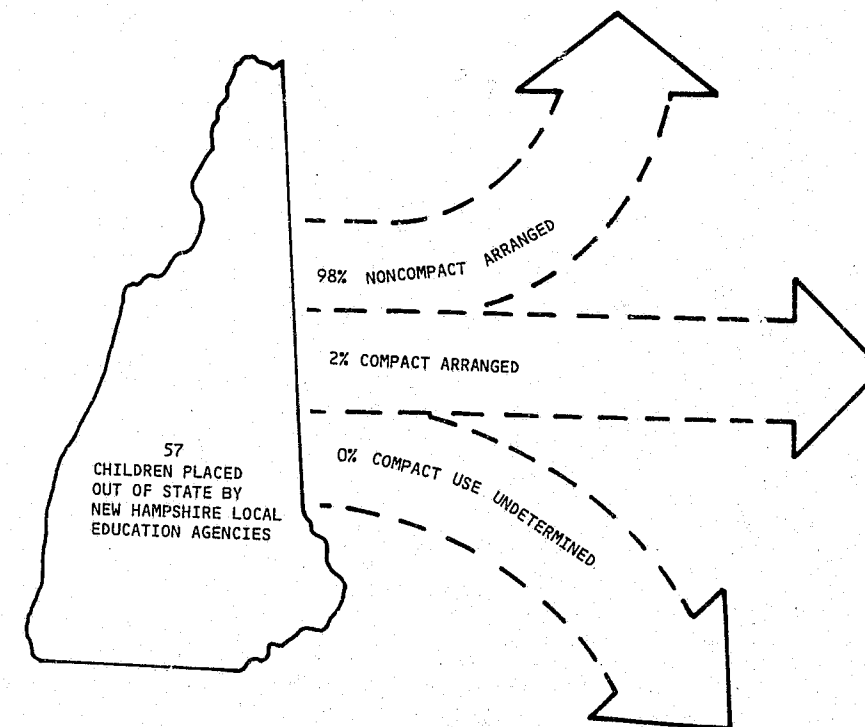 98% NONCOMPACT ARRANGED
2% COMPACT ARRANGED
0% COMPACT USE UNDETERMINED
57
CHILDREN PLACED
OUT OF STATE BY
NEW HAMPSHIRE LOCAL
EDUCATION AGENCIES